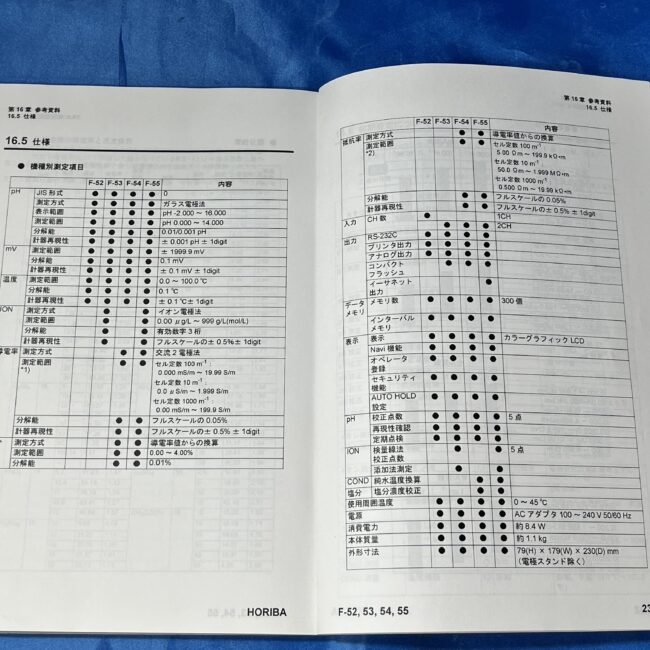 第16章 参考資料
16.5 仕様
16.5 仕様
● 機種別測定項目
F-52 F-53 F-54 F-55 内容
pH JIS 形式 ● ● ● ● 0
測定方式 ● ● ● ● ガラス電極法
表示範囲 ● ● ● ● pH -2.000 ～ 16.000
測定範囲 ● ● ● ● pH 0.000 ～ 14.000
分解能 ● ● ● ● 0.01/0.001 pH
計器再現性 ● ● ● ● ± 0.001 pH ± 1digit
mV 測定範囲 ● ● ● ● ± 1999.9 mV
分解能 ● ● ● ● 0.1 mV
計器再現性 ● ● ● ● ± 0.1 mV ± 1digit
温度 測定範囲 ● ● ● ● 0.0 ～ 100.0 ℃
分解能 ● ● ● ● 0.1 ℃
計器再現性 ● ● ● ● ± 0.1 ℃ ± 1digit
ION 測定方式 ● ● イオン電極法
測定範囲 ● ● 0.00 μg/L ～ 999 g/L(mol/L)
分解能 ● ● 有効数字 3 桁
計器再現性 ● ● フルスケールの ± 0.5%± 1digit
導電率 測定方式 ● ● 交流 2 電極法
測定範囲 ● ● セル定数 100 m⁻¹ :
*1) 0.000 mS/m ～ 19.99 S/m
セル定数 10 m⁻¹ :
0.0 μ S/m ～ 1.999 S/m
セル定数 1000 m⁻¹ :
0.00 mS/m ～ 199.9 S/m
分解能 ● ● フルスケールの 0.05%
計器再現性 ● ● フルスケールの ± 0.5% ± 1digit
測定方式 ● ● 導電率値からの換算
測定範囲 ● ● 0.00 ～ 4.00%
分解能 ● ● 0.01%
HORIBA
第16章 参考資料
16.5 仕様
F-52 F-53 F-54 F-55 内容
抵抗率 測定方式 ● ● 導電率値からの換算
測定範囲 ● ● セル定数 100 m⁻¹ :
*2) 5.00 Ωm ～ 199.9 kΩ•m
セル定数 10 m⁻¹ :
50.0 Ωm ～ 1.999 MΩ•m
セル定数 1000 m⁻¹ :
0.500 Ωm ～ 19.99 kΩ•m
分解能 ● ● フルスケールの 0.05%
計器再現性 ● ● フルスケールの ± 0.5% ± 1digit
入力 CH 数 ● 1CH
● ● ● 2CH
出力 RS-232C ● ● ● ●
プリンタ出力 ● ● ● ●
アナログ出力 ● ● ● ●
コンパクト ● ● ●
フラッシュ
イーサネット ●
出力
データ メモリ数 ● ● ● ● 300 個
メモリ インターバル ● ● ● ●
メモリ
表示 表示 ● ● ● ● カラーグラフィック LCD
Navi 機能 ● ● ● ●
オペレータ ● ● ● ●
登録
セキュリティ ● ● ● ●
機能
AUTO HOLD ● ● ● ●
設定
pH 校正点数 ● ● ● ● 5 点
再現性確認 ● ● ● ●
定期点検 ● ● ● ●
ION 検量線法 ● ● 5 点
校正点数
添加法測定 ● ●
COND 純水温度換算 ● ●
塩分 塩分濃度校正 ● ●
使用周囲温度 ● ● ● ● 0 ～ 45 ℃
電源 ● ● ● ● AC アダプタ 100 ～ 240 V 50/60 Hz
消費電力 ● ● ● ● 約 8.4 W
本体質量 ● ● ● ● 約 1.1 kg
外形寸法 ● ● ● ● 79(H) × 179(W) × 230(D) mm
（電極スタンド除く）
F-52, 53, 54, 55